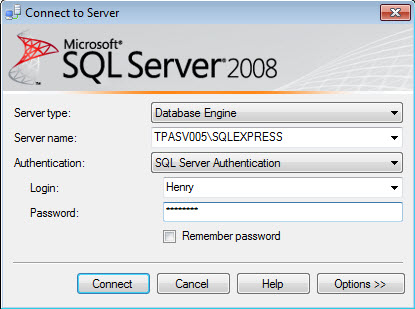 Connect to Server
Microsoft®
SQL Server® 2008
Server type: Database Engine
Server name: TPASV005\SQLEXPRESS
Authentication: SQL Server Authentication
Login: Henry
Password: ********
Remember password
Connect Cancel Help Options >>